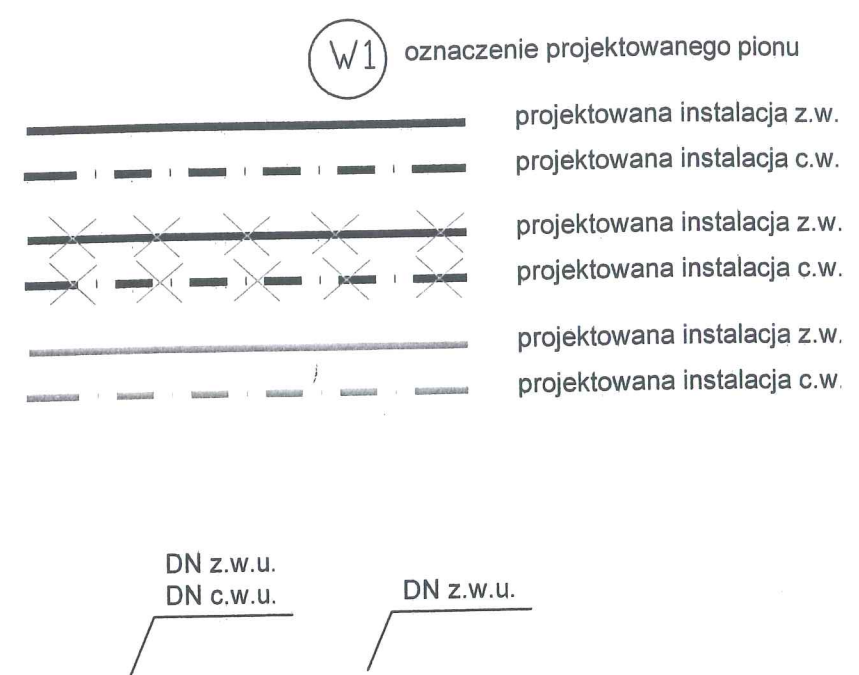 W1 oznaczenie projektowanego pionu
projektowana instalacja z.w.
projektowana instalacja c.w.
projektowana instalacja z.w.
projektowana instalacja c.w.
projektowana instalacja z.w.
projektowana instalacja c.w.
DN z.w.u.
DN c.w.u.
DN z.w.u.